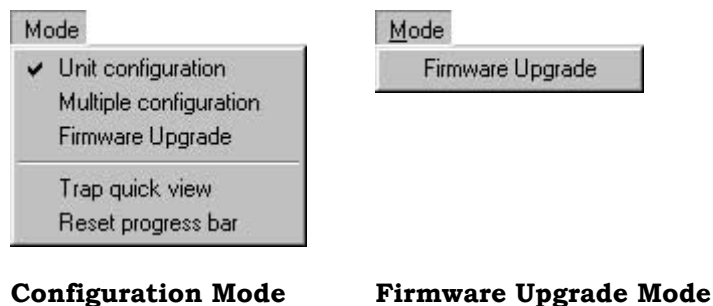 Mode
Unit configuration
Multiple configuration
Firmware Upgrade
Trap quick view
Reset progress bar
Configuration Mode
Mode
Firmware Upgrade
Firmware Upgrade Mode